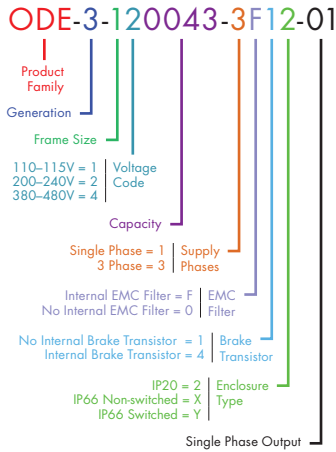 ODE-3-120043-3F12-01
Product
Family
Generation
Frame Size
110–115V = 1
200–240V = 2
380–480V = 4
Voltage
Code
Capacity
Single Phase = 1
3 Phase = 3
Supply
Phases
Internal EMC Filter = F
No Internal EMC Filter = 0
EMC
Filter
No Internal Brake Transistor = 1
Internal Brake Transistor = 4
Brake
Transistor
IP20 = 2
IP66 Non-switched = X
IP66 Switched = Y
Enclosure
Type
Single Phase Output